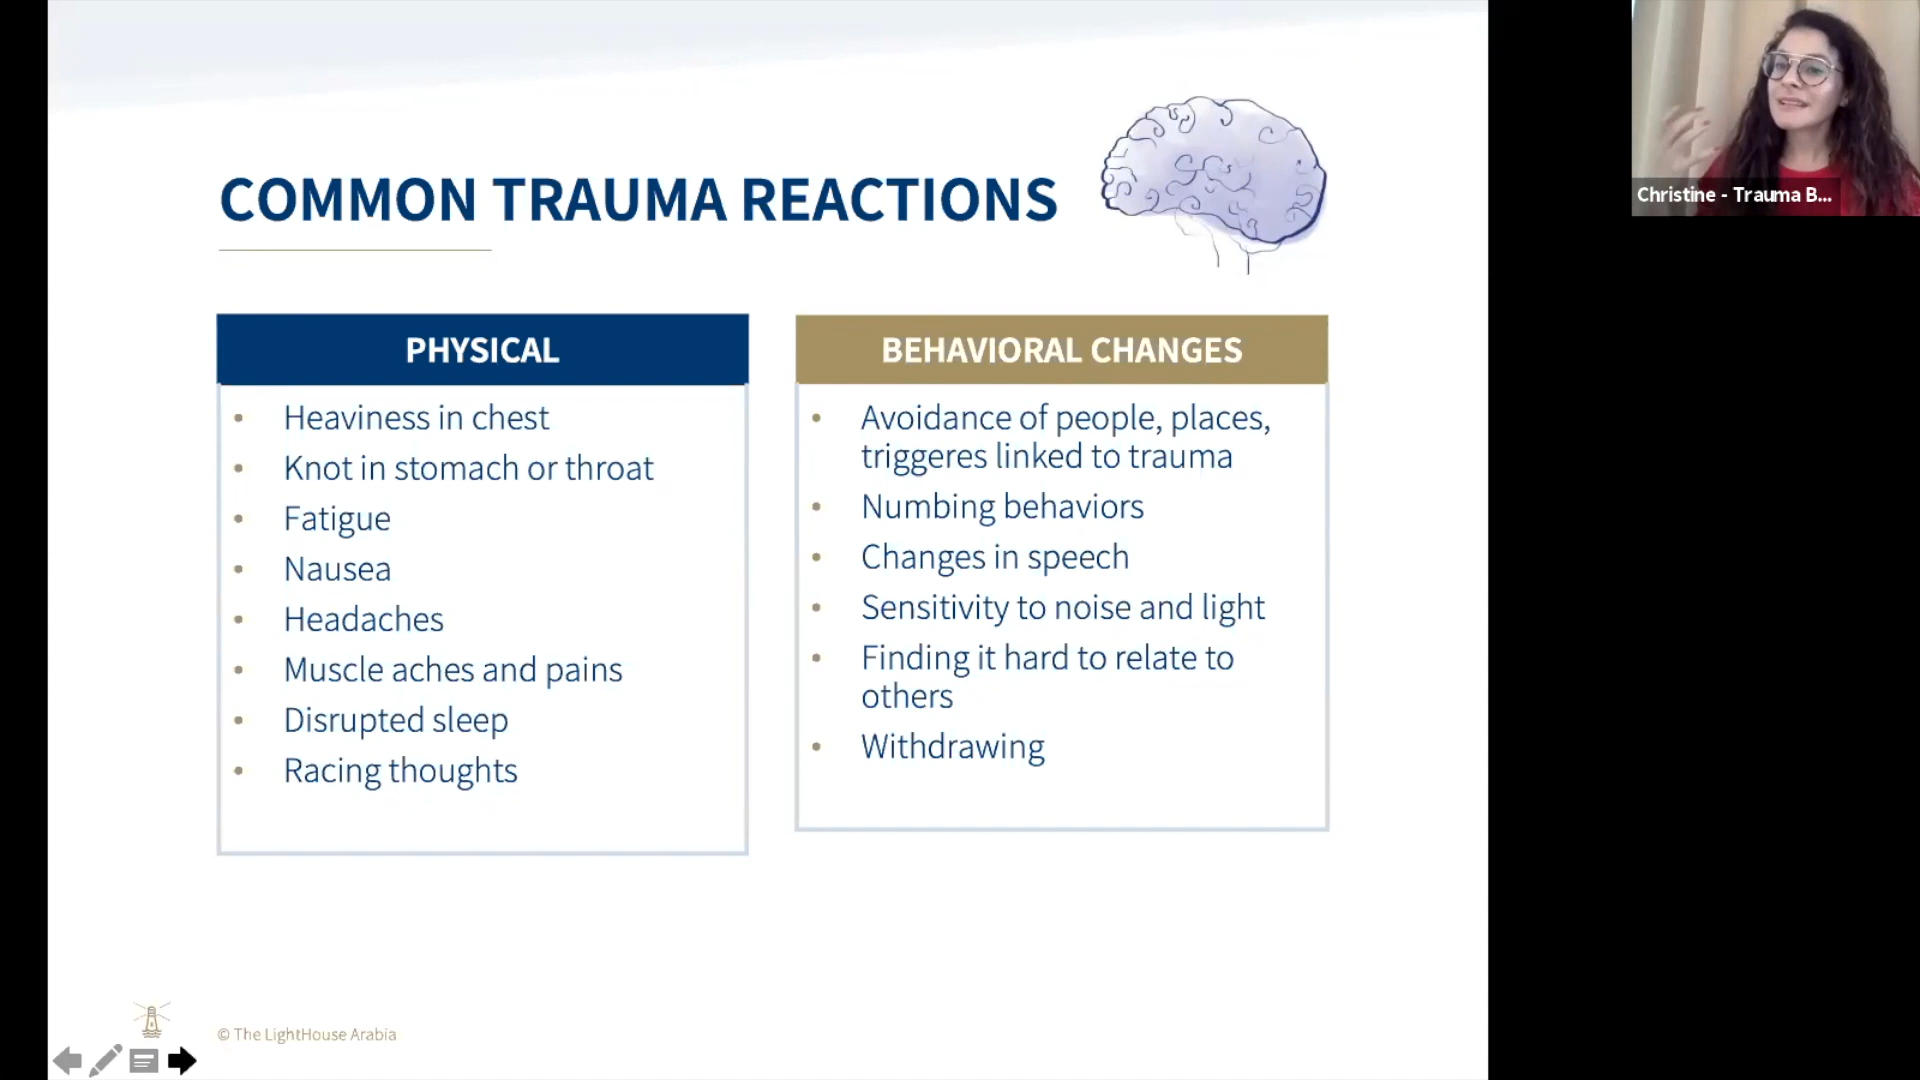 COMMON TRAUMA REACTIONS
PHYSICAL
• Heaviness in chest
• Knot in stomach or throat
• Fatigue
• Nausea
• Headaches
• Muscle aches and pains
• Disrupted sleep
• Racing thoughts
BEHAVIORAL CHANGES
• Avoidance of people, places,
triggeres linked to trauma
• Numbing behaviors
• Changes in speech
• Sensitivity to noise and light
• Finding it hard to relate to
others
• Withdrawing
© The LightHouse Arabia
Christine - Trauma B...